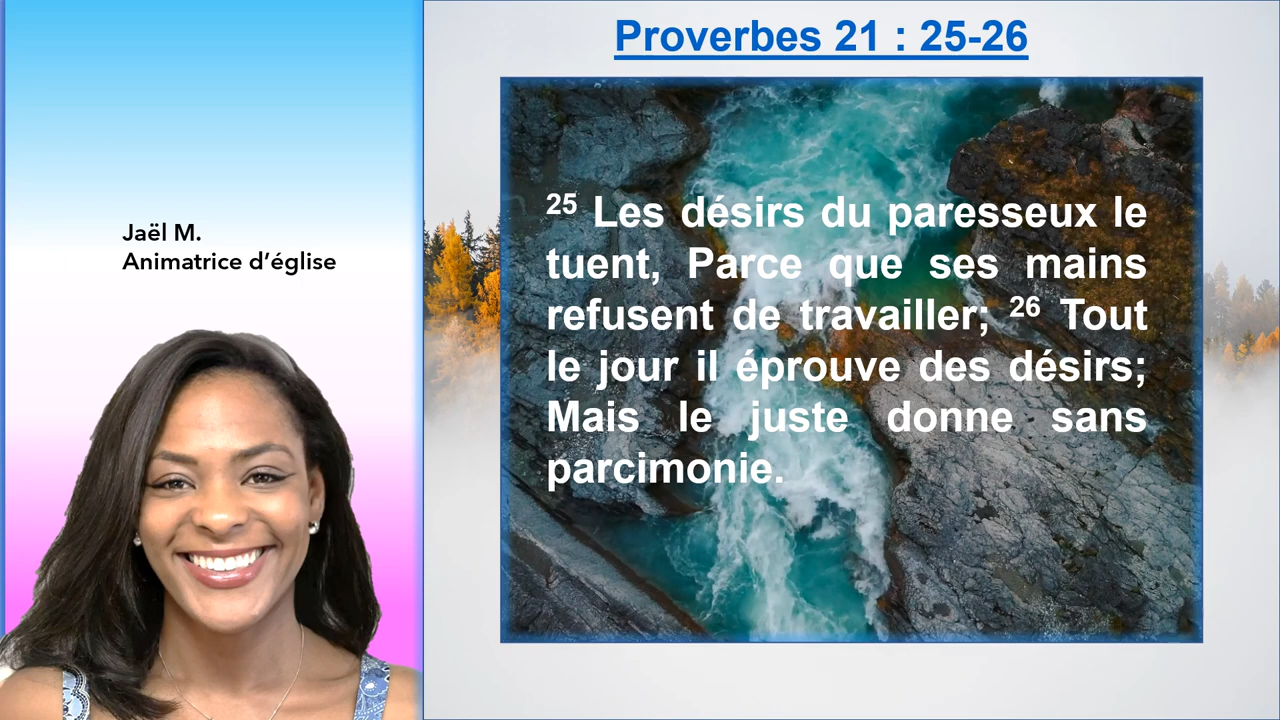 Proverbes 21 : 25-26
Jaël M.
Animatrice d’église
25 Les désirs du paresseux le
tuent, Parce que ses mains
refusent de travailler; 26 Tout
le jour il éprouve des désirs;
Mais le juste donne sans
parcimonie.